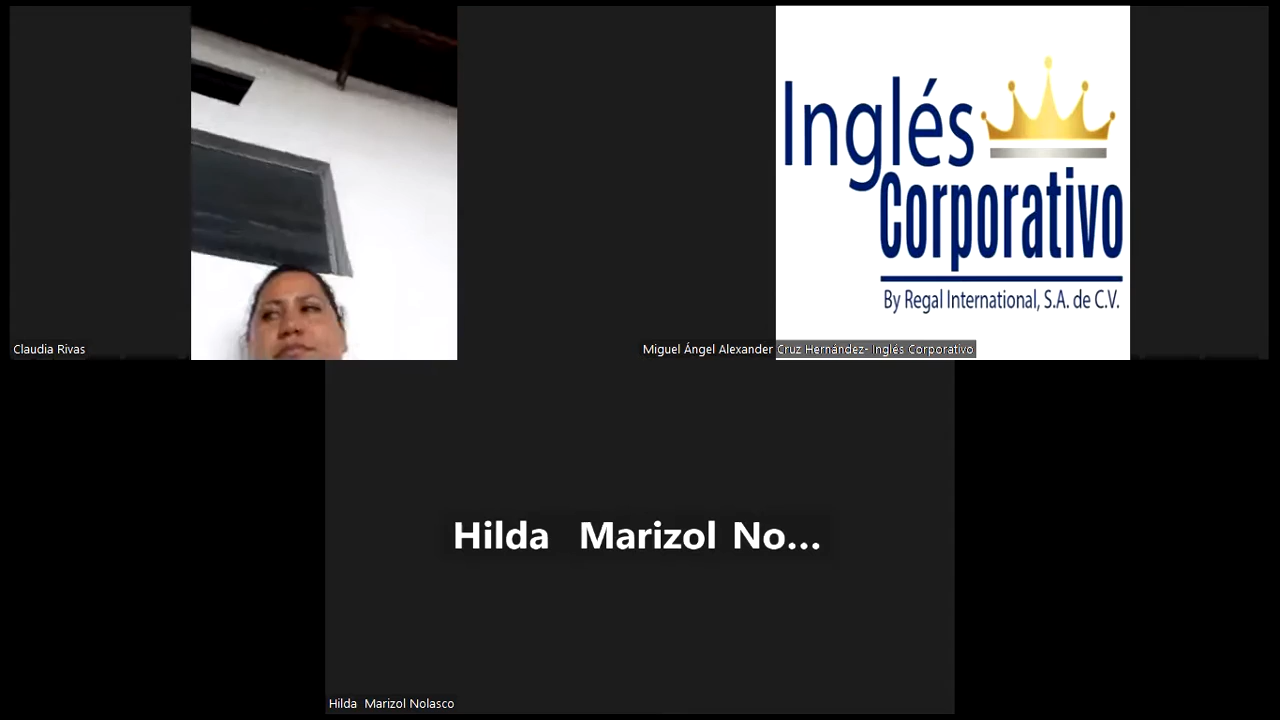 Inglés
Corporativo
By Regal International, S.A. de C.V.
Claudia Rivas
Miguel Ángel Alexander Cruz Hernández- Inglés Corporativo
Hilda Marizol No...
Hilda Marizol Nolasco